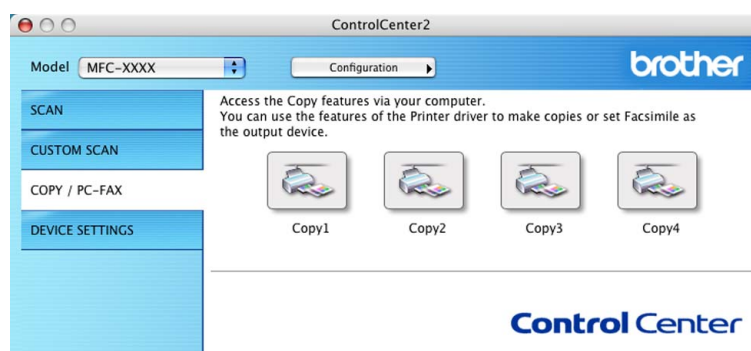 ControlCenter2
Model MFC-XXXX Configuration
brother
SCAN
CUSTOM SCAN
COPY / PC-FAX
DEVICE SETTINGS
Access the Copy features via your computer.
You can use the features of the Printer driver to make copies or set Facsimile as
the output device.
Copy1 Copy2 Copy3 Copy4
Control Center